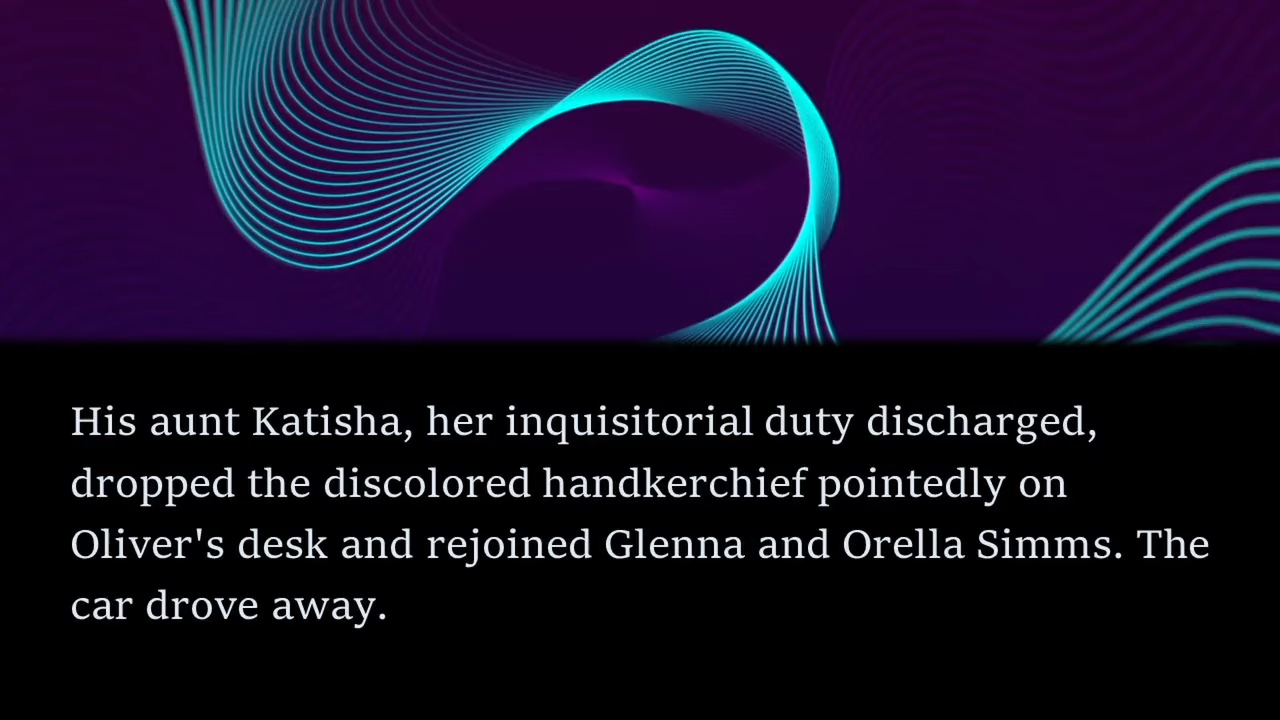 His aunt Katisha, her inquisitorial duty discharged,
dropped the discolored handkerchief pointedly on
Oliver's desk and rejoined Glenna and Orella Simms. The
car drove away.